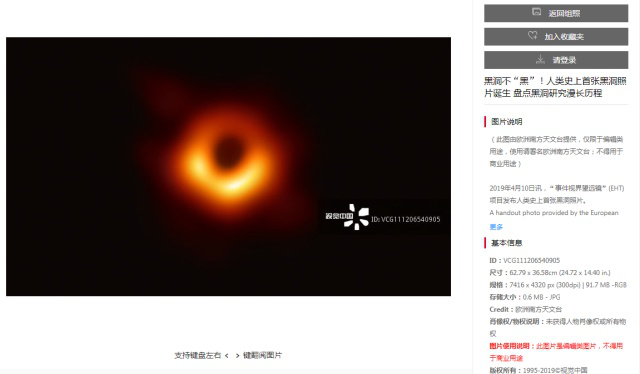 返回组照
加入收藏夹
请登录
黑洞不“黑”！人类史上首张黑洞照
片诞生 盘点黑洞研究漫长历程
图片说明
（此图由欧洲南方天文台提供，仅限于编辑类
用途，使用请署名欧洲南方天文台；不得用于
商业用途）
2019年4月10日讯，“事件视界望远镜”(EHT)
项目发布人类史上首张黑洞照片。
A handout photo provided by the European
更多
基本信息
ID：VCG111206540905
尺寸：62.79 x 36.58cm (24.72 x 14.40 in.)
规格：7416 x 4320 px (300dpi) | 91.7 MB -RGB
存储大小：0.6 MB - JPG
Credit：欧洲南方天文台
肖像权/物权说明：未获得人物肖像权或所有物
权
图片使用说明：此图片是编辑类图片，不得用
于商业用途
版权所有：1995-2019©视觉中国
视觉中国
ID: VCG111206540905
支持键盘左右 < > 键翻阅图片